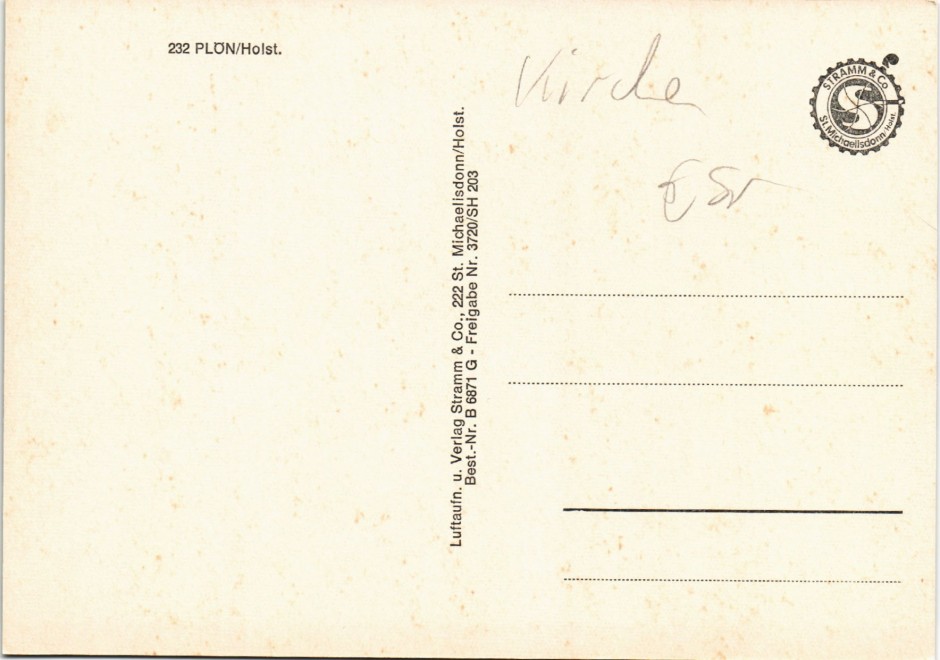 232 PLÖN/Holst.
Luftaufn. u. Verlag Stramm & Co., 222 St. Michaelisdonn/Holst.
Best.-Nr. B 6871 G - Freigabe Nr. 3720/SH 203
Kirche
STRAMM & Co
St. Michaelisdonn/Holst.